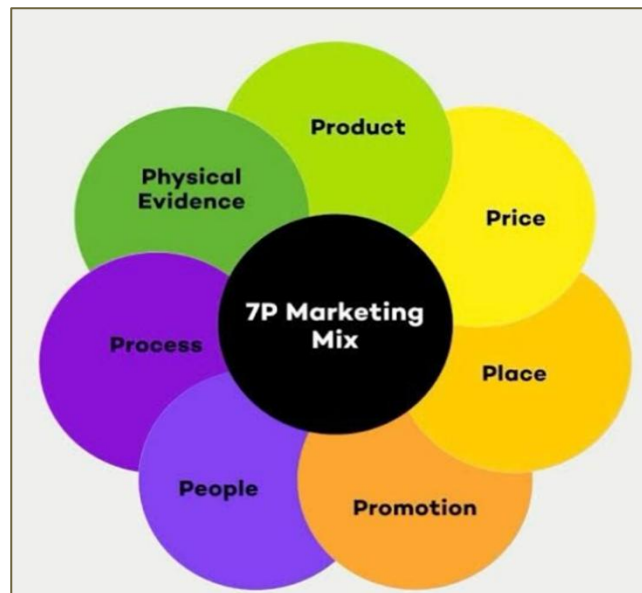 Product
Price
Place
Promotion
People
Process
Physical
Evidence
7P Marketing
Mix